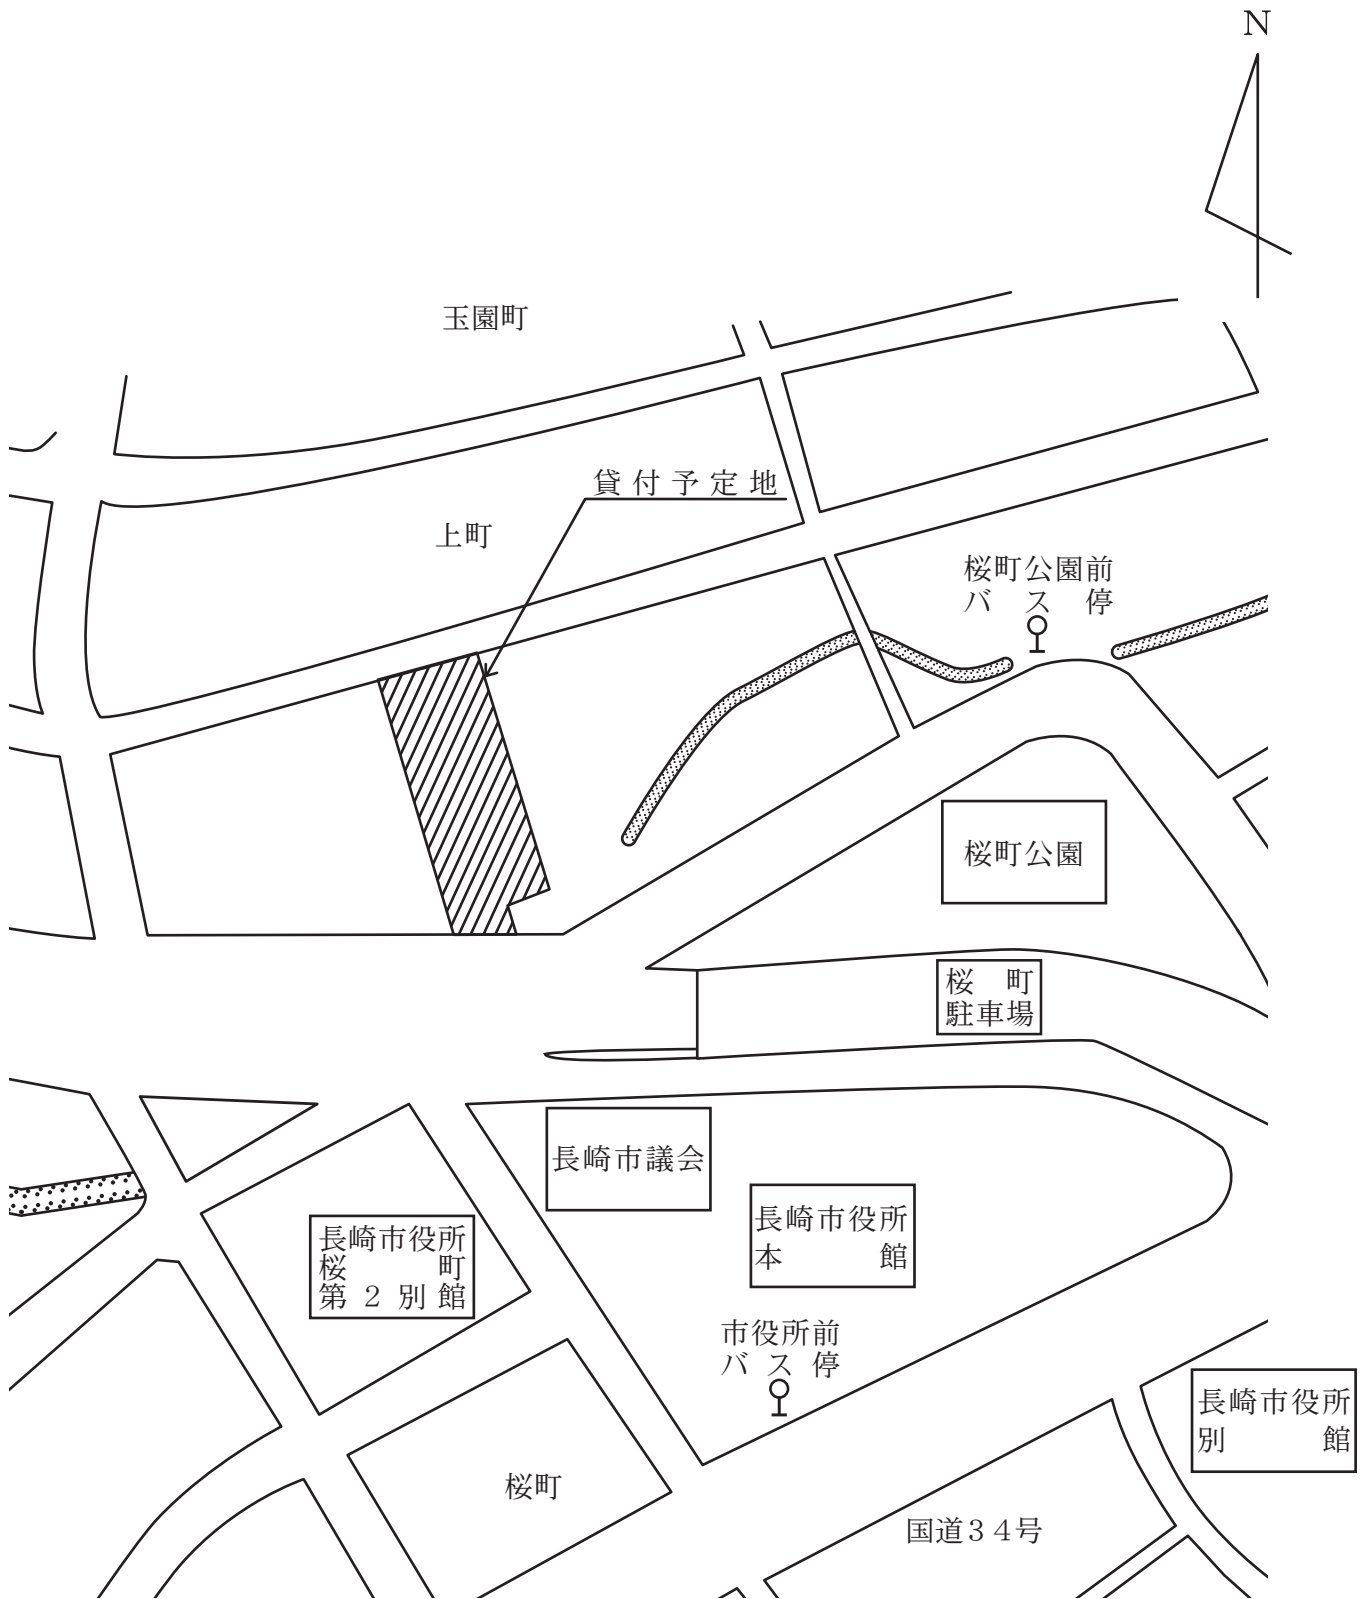 N
玉園町
貸付予定地
上町
桜町公園前
バス停
桜町公園
桜町
駐車場
長崎市議会
長崎市役所
本館
長崎市役所
桜町
第2別館
市役所前
バス停
長崎市役所
別館
桜町
国道34号